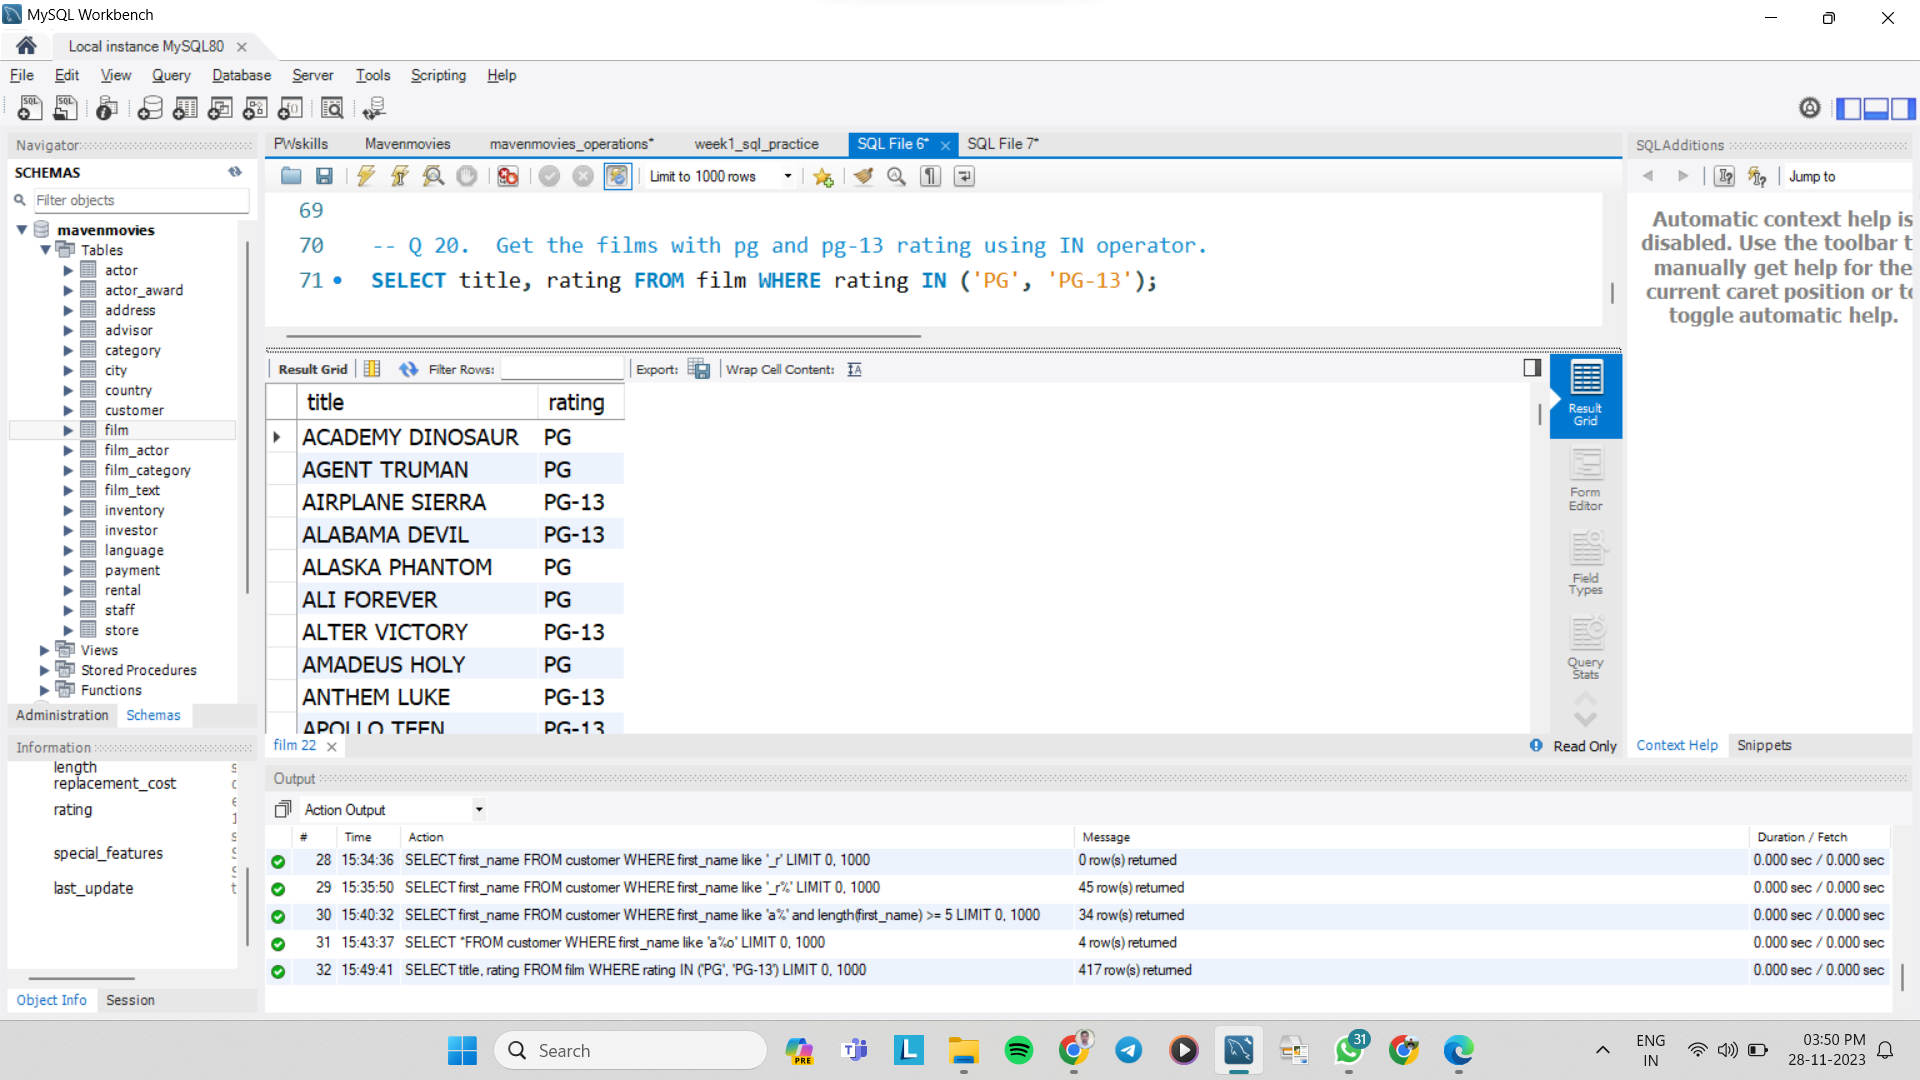 MySQL Workbench
Local instance MySQL80
File Edit View Query Database Server Tools Scripting Help
Navigator
SCHEMAS
Filter objects
mavenmovies
Tables
actor
actor_award
address
advisor
category
city
country
customer
film
film_actor
film_category
film_text
inventory
investor
language
payment
rental
staff
store
Views
Stored Procedures
Functions
Administration Schemas
Information
length
replacement_cost
rating
special_features
last_update
Object Info Session
PWskills Mavenmovies mavenmovies_operations* week1_sql_practice SQL File 6* SQL File 7*
Limit to 1000 rows
69
70 -- Q 20. Get the films with pg and pg-13 rating using IN operator.
71 SELECT title, rating FROM film WHERE rating IN ('PG', 'PG-13');
Result Grid Filter Rows: Export: Wrap Cell Content:
title rating
ACADEMY DINOSAUR PG
AGENT TRUMAN PG
AIRPLANE SIERRA PG-13
ALABAMA DEVIL PG-13
ALASKA PHANTOM PG
ALI FOREVER PG
ALTER VICTORY PG-13
AMADEUS HOLY PG
ANTHEM LUKE PG-13
APOLLO TEEN PG-13
Result
Grid
Form
Editor
Field
Types
Query
Stats
film 22
Read Only
SQLAdditions
Jump to
Automatic context help is
disabled. Use the toolbar t
manually get help for the
current caret position or to
toggle automatic help.
Context Help Snippets
Output
Action Output
# Time Action Message Duration / Fetch
28 15:34:36 SELECT first_name FROM customer WHERE first_name like '_r' LIMIT 0, 1000 0 row(s) returned 0.000 sec / 0.000 sec
29 15:35:50 SELECT first_name FROM customer WHERE first_name like '_r%' LIMIT 0, 1000 45 row(s) returned 0.000 sec / 0.000 sec
30 15:40:32 SELECT first_name FROM customer WHERE first_name like 'a%' and length(first_name) >= 5 LIMIT 0, 1000 34 row(s) returned 0.000 sec / 0.000 sec
31 15:43:37 SELECT *FROM customer WHERE first_name like 'a%o' LIMIT 0, 1000 4 row(s) returned 0.000 sec / 0.000 sec
32 15:49:41 SELECT title, rating FROM film WHERE rating IN ('PG', 'PG-13') LIMIT 0, 1000 417 row(s) returned 0.000 sec / 0.000 sec
Search
PRE
31
ENG
IN
03:50 PM
28-11-2023